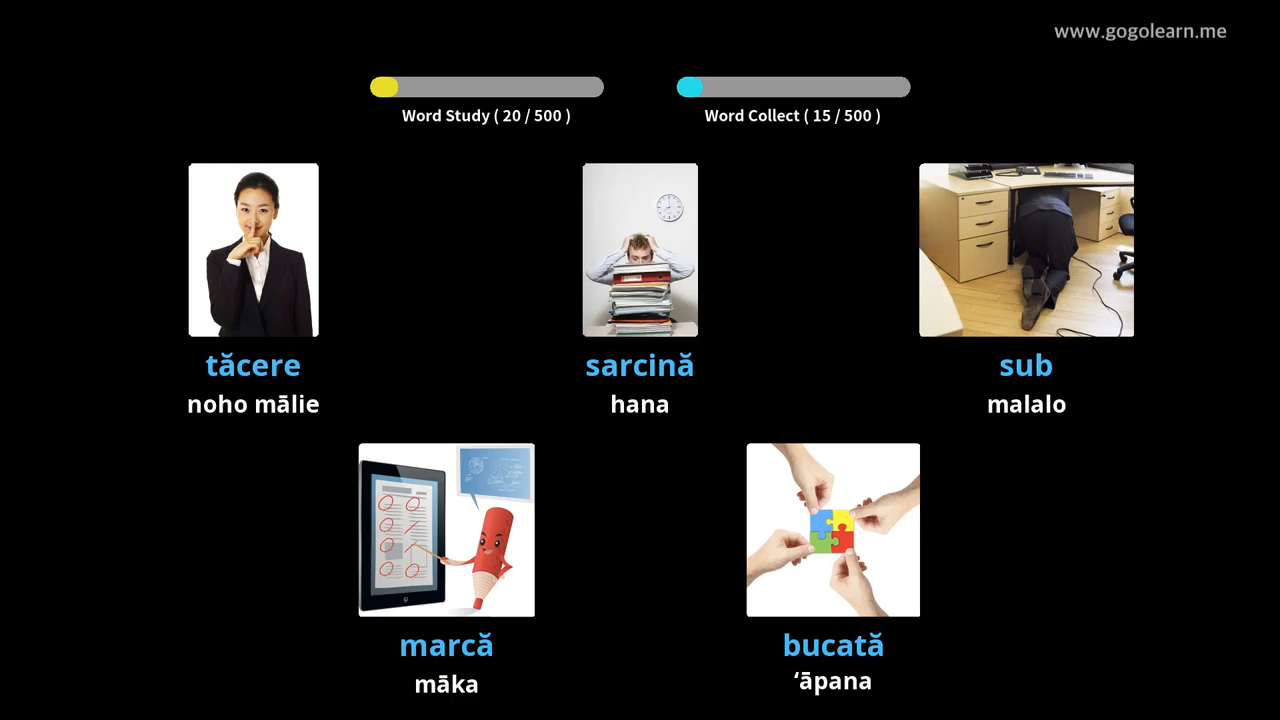 www.gogolearn.me
Word Study ( 20 / 500 )
Word Collect ( 15 / 500 )
tăcere
sarcină
sub
noho mālie
hana
malalo
marcă
bucată
māka
ʻāpana